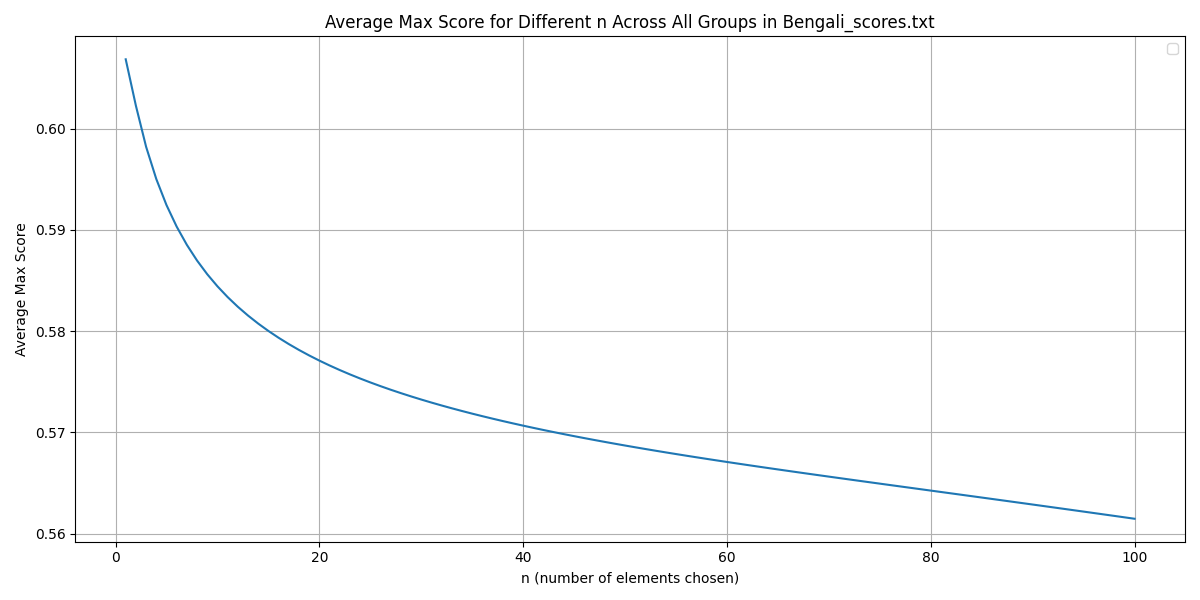 Average Max Score for Different n Across All Groups in Bengali_scores.txt
Average Max Score
0.60
0.59
0.58
0.57
0.56
0 20 40 60 80 100
n (number of elements chosen)